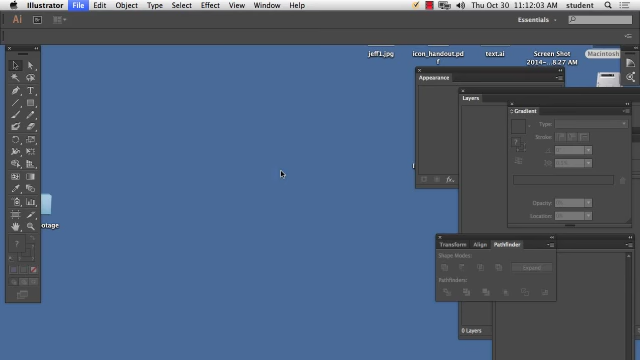 Illustrator File Edit Object Type Select Effect View Window Help Thu Oct 30 11:12:03 AM student
Ai Br Essentials
jeff1.jpg
icon_handout.pd
f
text.ai
Screen Shot
2014-...8.27 AM
Macintosh
Appearance
Layers
Gradient
Type:
Stroke:
Opacity:
Location:
otage
Transform Align Pathfinder
Shape Modes:
Expand
Pathfinders:
0 Layers